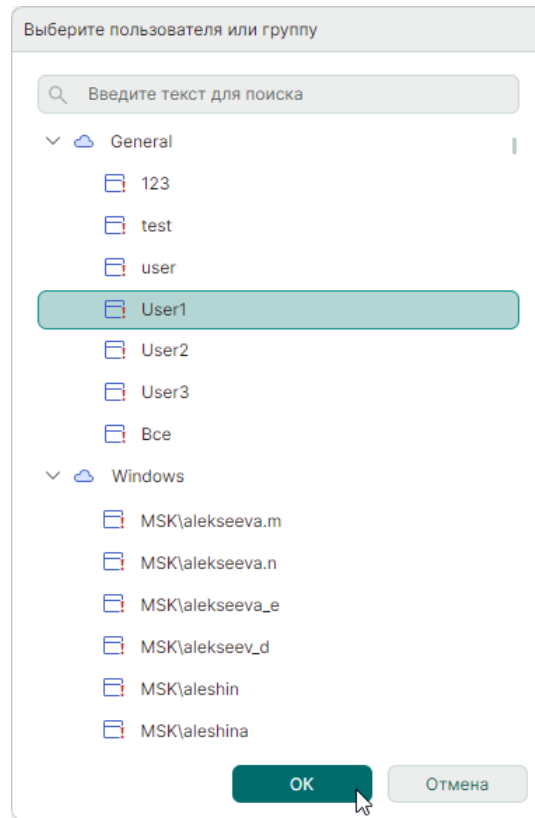 Выберите пользователя или группу
Введите текст для поиска
General
123
test
user
User1
User2
User3
Все
Windows
MSK\alekseeva.m
MSK\alekseeva.n
MSK\alekseeva_e
MSK\alekseev_d
MSK\aleshin
MSK\aleshina
ОК Отмена